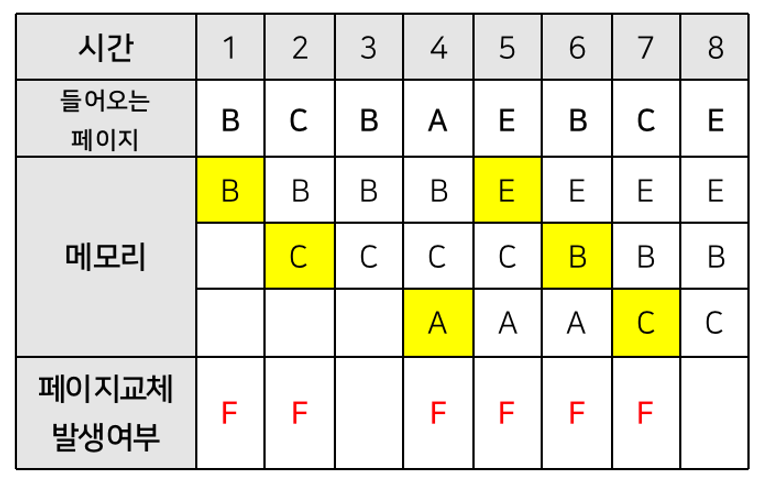 시간 1 2 3 4 5 6 7 8
들어오는
페이지 B C B A E B C E
메모리
B B B B E E E E
C C C C C B B B
A A A C C
페이지교체
발생여부 F F F F F F